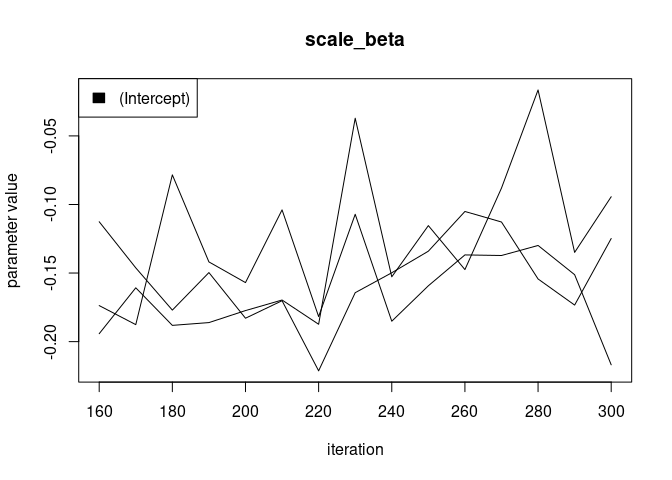 scale_beta
(Intercept)
parameter value
-0.05
-0.10
-0.15
-0.20
160 180 200 220 240 260 280 300
iteration